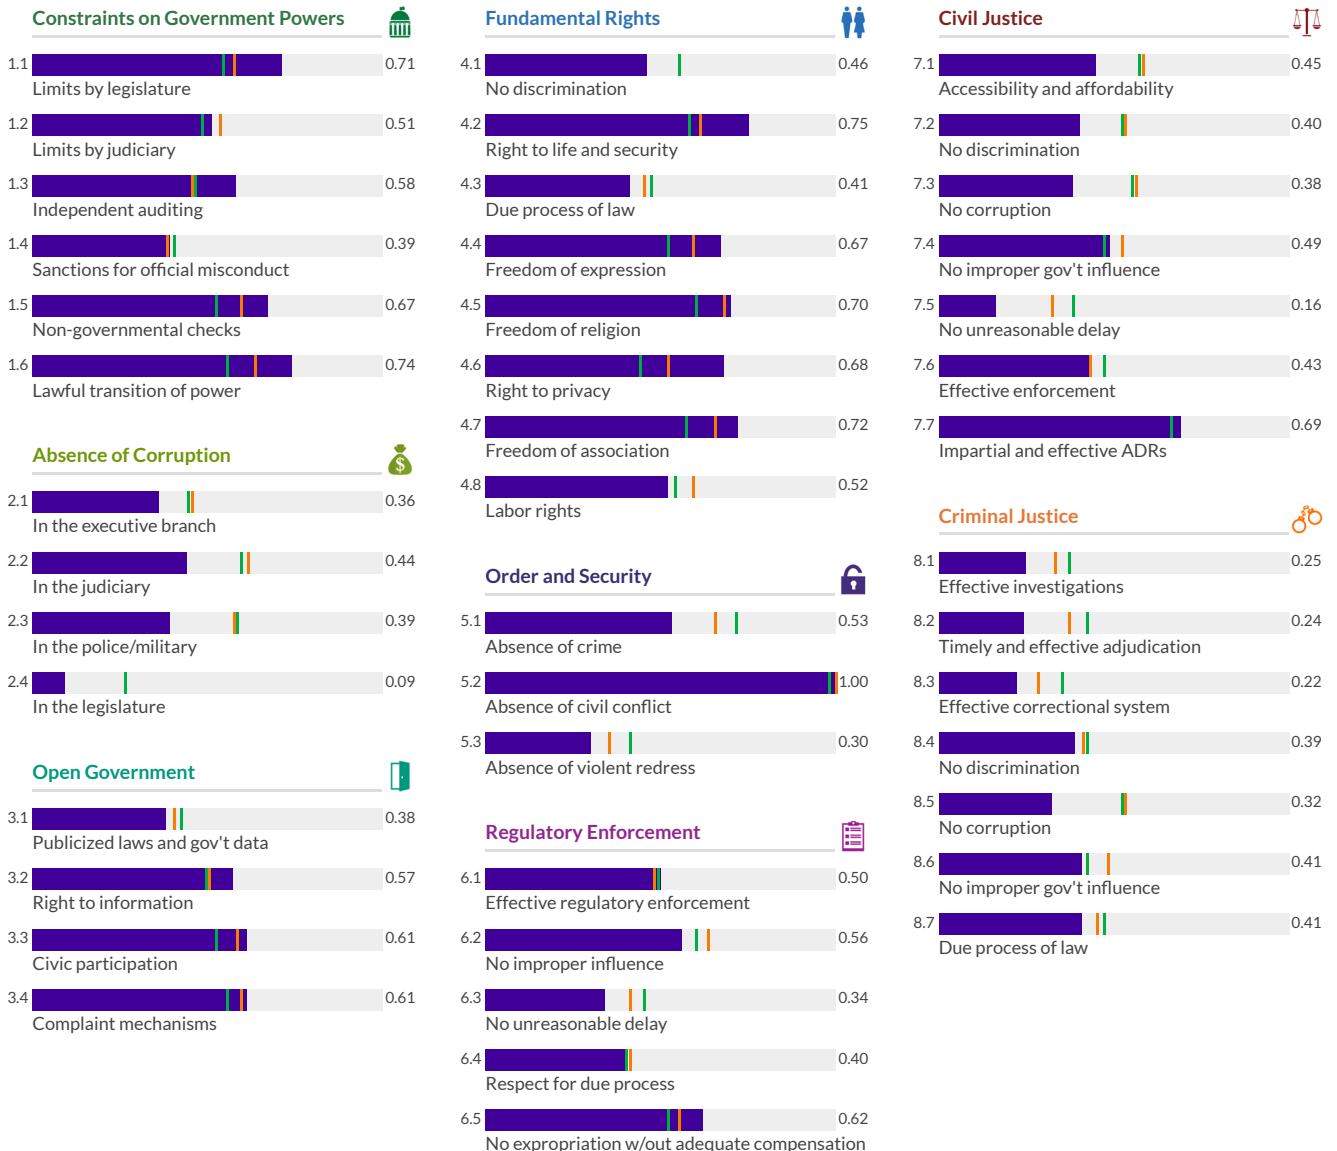 Constraints on Government Powers
1.1 0.71
Limits by legislature
1.2 0.51
Limits by judiciary
1.3 0.58
Independent auditing
1.4 0.39
Sanctions for official misconduct
1.5 0.67
Non-governmental checks
1.6 0.74
Lawful transition of power
Absence of Corruption
2.1 0.36
In the executive branch
2.2 0.44
In the judiciary
2.3 0.39
In the police/military
2.4 0.09
In the legislature
Open Government
3.1 0.38
Publicized laws and gov't data
3.2 0.57
Right to information
3.3 0.61
Civic participation
3.4 0.61
Complaint mechanisms
Fundamental Rights
4.1 0.46
No discrimination
4.2 0.75
Right to life and security
4.3 0.41
Due process of law
4.4 0.67
Freedom of expression
4.5 0.70
Freedom of religion
4.6 0.68
Right to privacy
4.7 0.72
Freedom of association
4.8 0.52
Labor rights
Order and Security
5.1 0.53
Absence of crime
5.2 1.00
Absence of civil conflict
5.3 0.30
Absence of violent redress
Regulatory Enforcement
6.1 0.50
Effective regulatory enforcement
6.2 0.56
No improper influence
6.3 0.34
No unreasonable delay
6.4 0.40
Respect for due process
6.5 0.62
No expropriation w/out adequate compensation
Civil Justice
7.1 0.45
Accessibility and affordability
7.2 0.40
No discrimination
7.3 0.38
No corruption
7.4 0.49
No improper gov't influence
7.5 0.16
No unreasonable delay
7.6 0.43
Effective enforcement
7.7 0.69
Impartial and effective ADRs
Criminal Justice
8.1 0.25
Effective investigations
8.2 0.24
Timely and effective adjudication
8.3 0.22
Effective correctional system
8.4 0.39
No discrimination
8.5 0.32
No corruption
8.6 0.41
No improper gov't influence
8.7 0.41
Due process of law